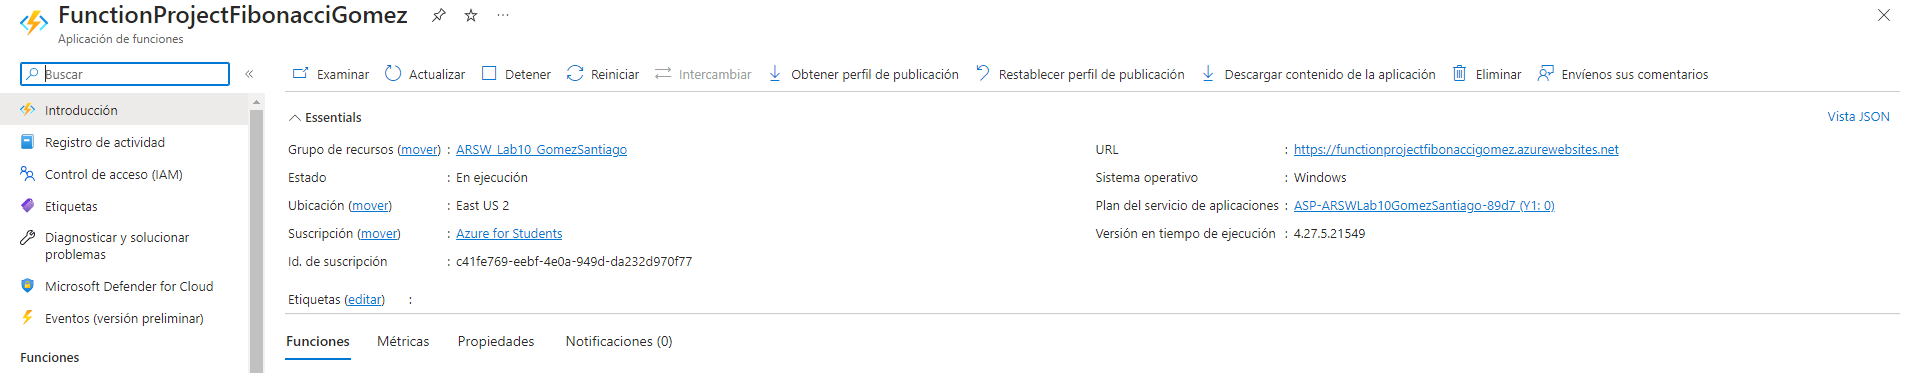 FunctionProjectFibonacciGomez
Aplicación de funciones
Buscar
Introducción
Registro de actividad
Control de acceso (IAM)
Etiquetas
Diagnosticar y solucionar
problemas
Microsoft Defender for Cloud
Eventos (versión preliminar)
Funciones
Examinar Actualizar Detener Reiniciar Intercambiar Obtener perfil de publicación Restablecer perfil de publicación Descargar contenido de la aplicación Eliminar Envíenos sus comentarios
Essentials Vista JSON
Grupo de recursos (mover) : ARSW_Lab10_GomezSantiago
Estado : En ejecución
Ubicación (mover) : East US 2
Suscripción (mover) : Azure for Students
Id. de suscripción : c41fe769-eebf-4e0a-949d-da232d970f77
Etiquetas (editar) :
URL : https://functionprojectfibonaccigomez.azurewebsites.net
Sistema operativo : Windows
Plan del servicio de aplicaciones : ASP-ARSWLab10GomezSantiago-89d7 (Y1: 0)
Versión en tiempo de ejecución : 4.27.5.21549
Funciones Métricas Propiedades Notificaciones (0)